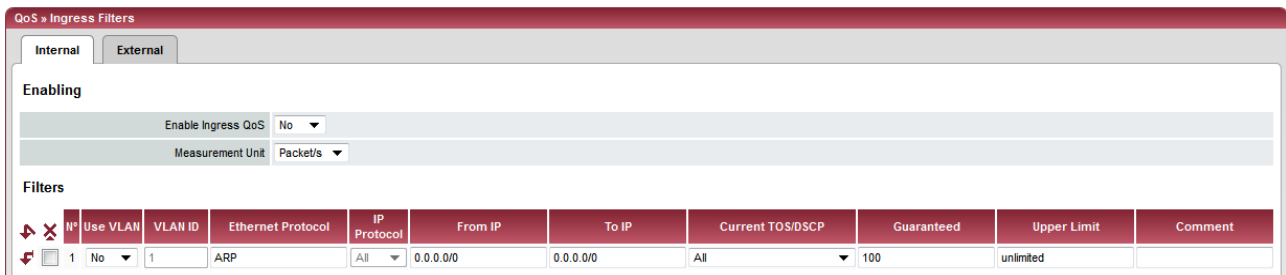 QoS » Ingress Filters
Internal External
Enabling
Enable Ingress QoS No
Measurement Unit Packet/s
Filters
Nº Use VLAN VLAN ID Ethernet Protocol IP Protocol From IP To IP Current TOS/DSCP Guaranteed Upper Limit Comment
1 No 1 ARP All 0.0.0.0/0 0.0.0.0/0 All 100 unlimited